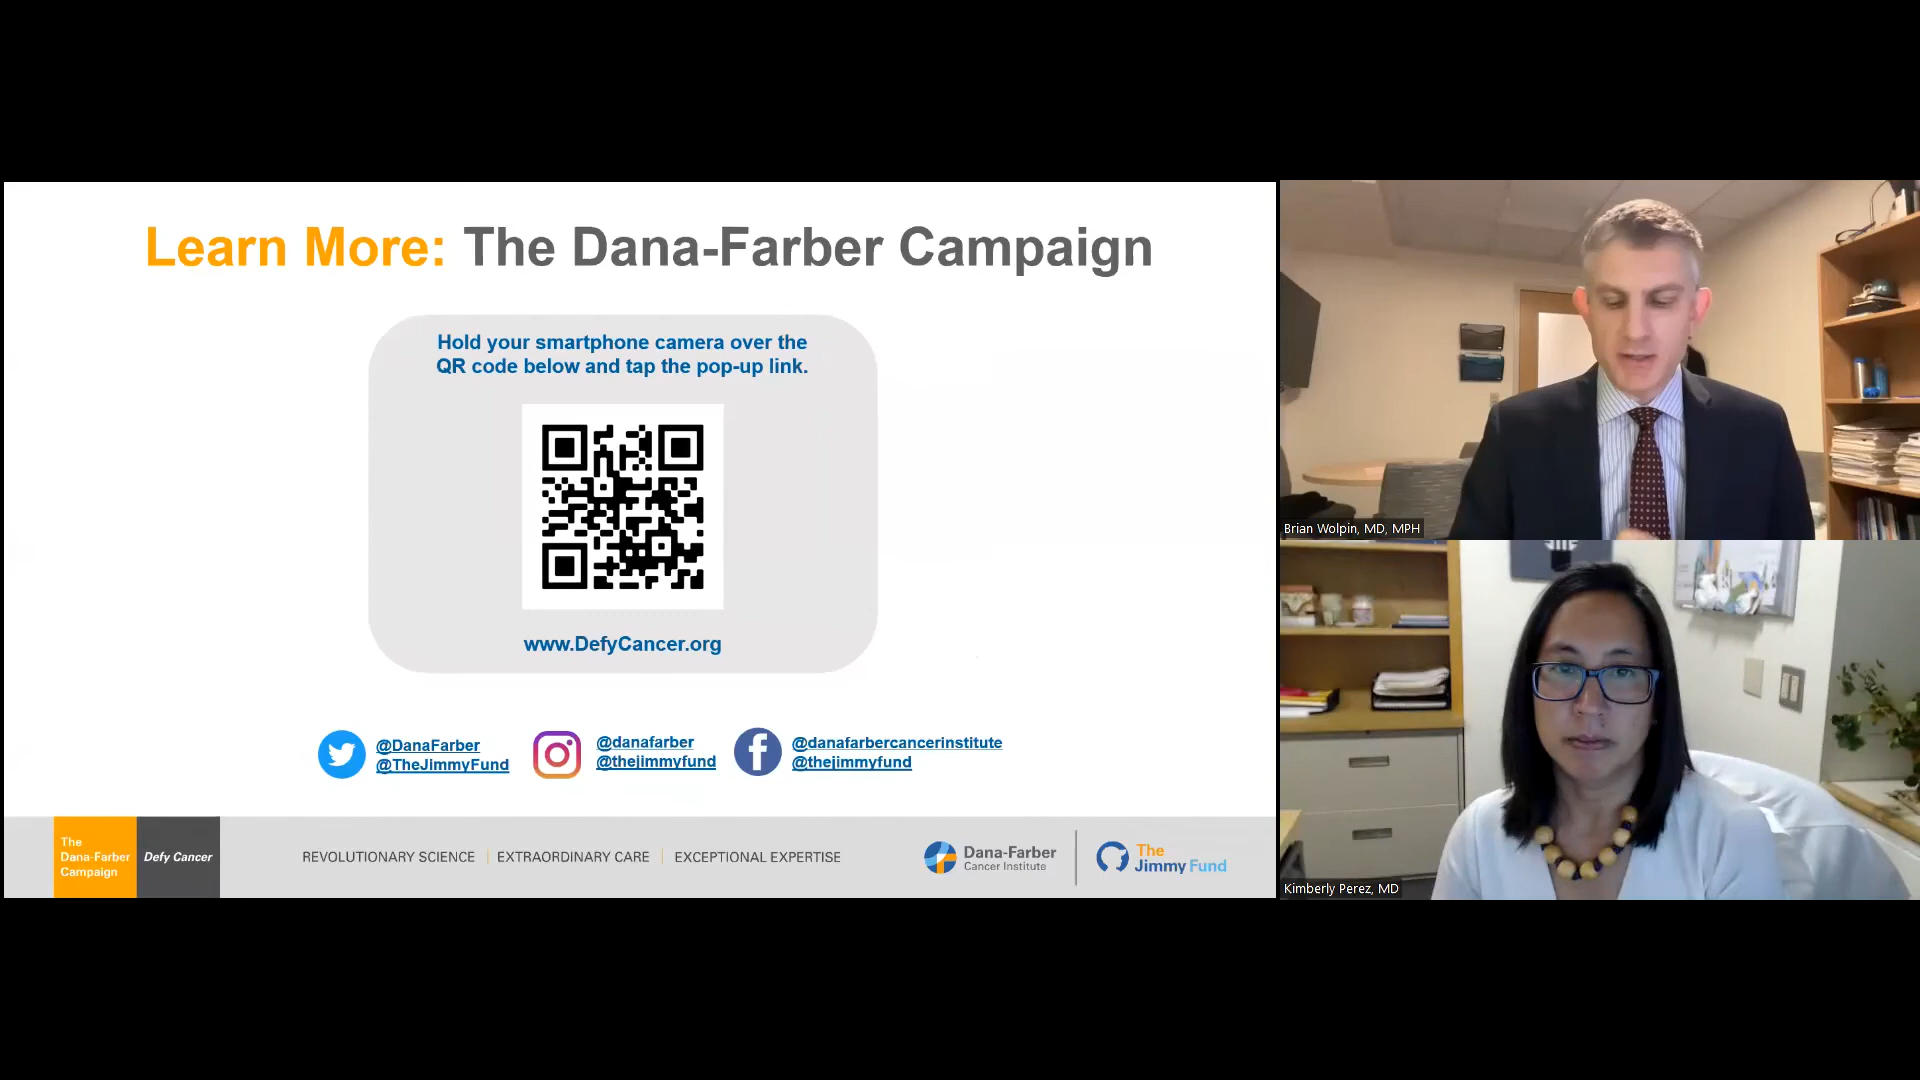 Learn More: The Dana-Farber Campaign
Hold your smartphone camera over the
QR code below and tap the pop-up link.
www.DefyCancer.org
@DanaFarber
@TheJimmyFund
@danafarber
@thejimmyfund
@danafarbercancerinstitute
@thejimmyfund
The
Dana-Farber
Campaign
Defy Cancer
REVOLUTIONARY SCIENCE | EXTRAORDINARY CARE | EXCEPTIONAL EXPERTISE
Dana-Farber
Cancer Institute
The
Jimmy Fund
Brian Wolpin, MD, MPH
Kimberly Perez, MD